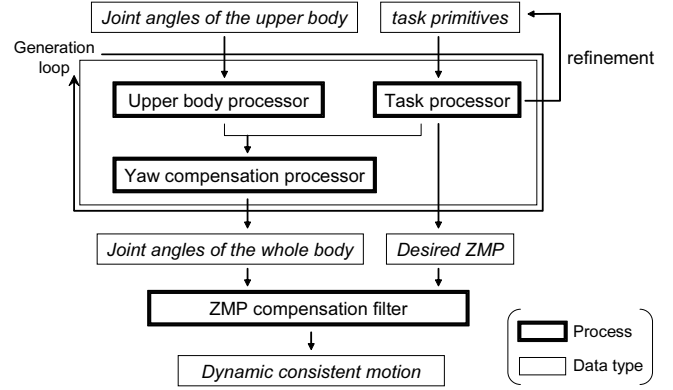 Joint angles of the upper body
task primitives
Generation
loop
refinement
Upper body processor
Task processor
Yaw compensation processor
Joint angles of the whole body
Desired ZMP
ZMP compensation filter
Process
Data type
Dynamic consistent motion